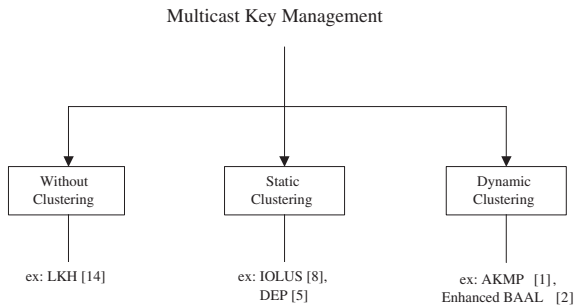 Multicast Key Management
Without
Clustering
Static
Clustering
Dynamic
Clustering
ex: LKH [14]
ex: IOLUS [8],
DEP [5]
ex: AKMP [1],
Enhanced BAAL [2]